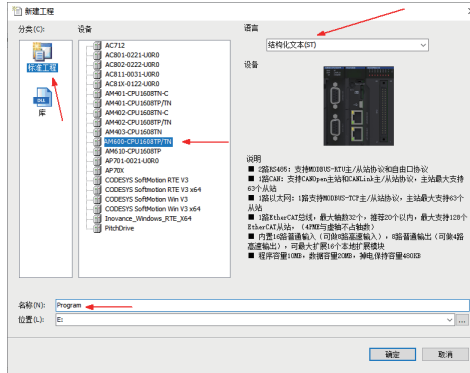 新建工程
分类(C):
设备
语言
标准工程
库
AC712
AC801-0221-U0R0
AC802-0222-U0R0
AC811-0031-U0R0
AC81X-0122-U0R0
AM401-CPU1608TN-C
AM401-CPU1608TP/TN
AM402-CPU1608TN-C
AM402-CPU1608TP/TN
AM403-CPU1608TN
AM600-CPU1608TP/TN
AM610-CPU1608TP
AP701-0021-U0R0
AP70X
CODESYS SoftMotion RTE V3
CODESYS SoftMotion RTE V3 x64
CODESYS SoftMotion Win V3
CODESYS SoftMotion Win V3 x64
Inovance_Windows_RTE_X64
PitchDrive
结构化文本(ST)
设备
说明
■ 2路RS485: 支持MODBUS-RTU主/从站协议和自由口协议
■ 1路CAN: 支持CANOpen主站和CANLink主/从站协议, 主站最大支持
63个从站
■ 1路以太网: 1路支持MODBUS-TCP主/从站协议, 主站最大支持63个
从站
■ 1路EtherCAT总线, 最大轴数32个, 推荐20个以内, 最大支持128个
EtherCAT从站, (4PME与虚轴不占轴数)
■ 内置16路普通输入 (可做8路高速输入) , 8路普通输出 (可做4路
高速输出) , 可最大扩展16个本地扩展模块
■ 程序容量10MB, 数据容量20MB, 掉电保持容量480KB
名称(N):
Program
位置(L):
E:
...
确定
取消